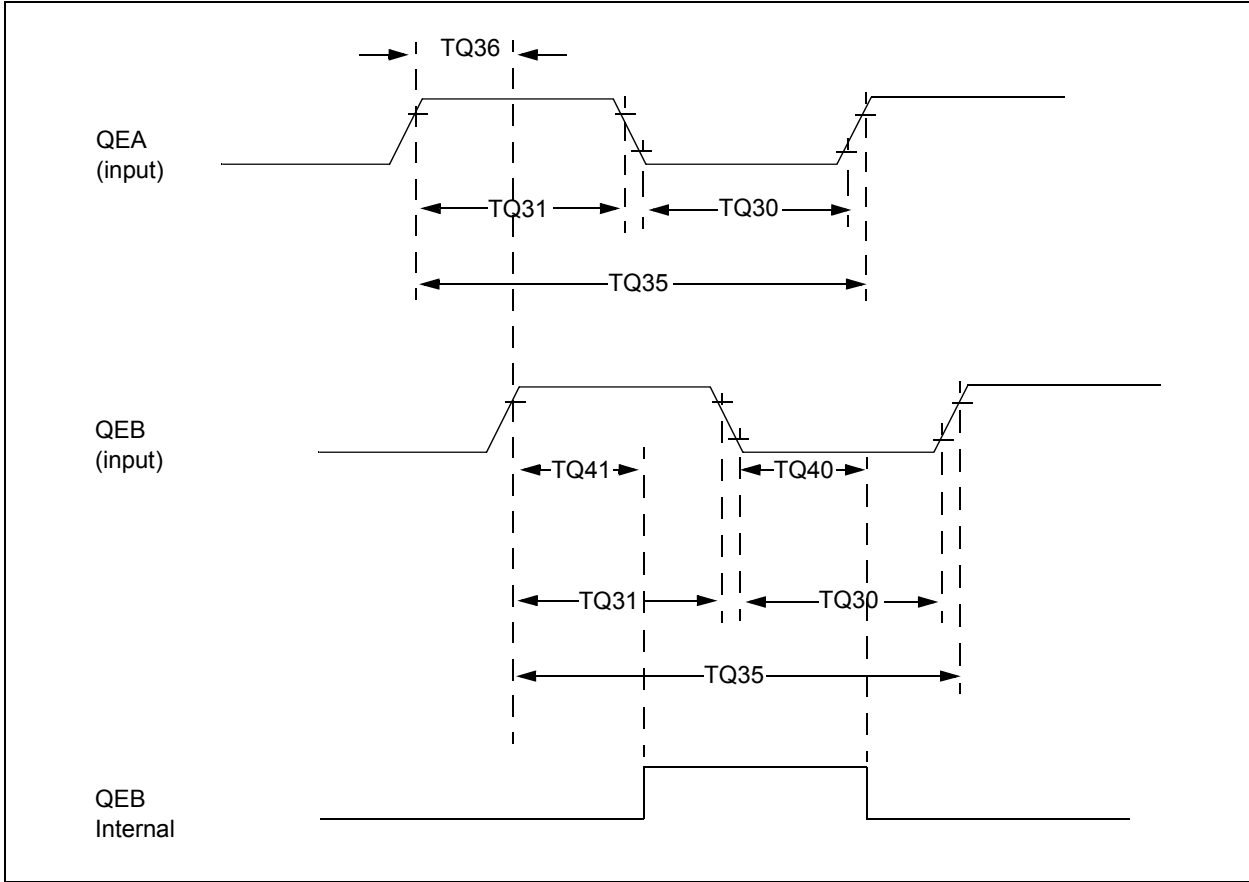 TQ36
QEA
(input)
TQ31
TQ30
TQ35
QEB
(input)
TQ41
TQ40
TQ31
TQ30
TQ35
QEB
Internal